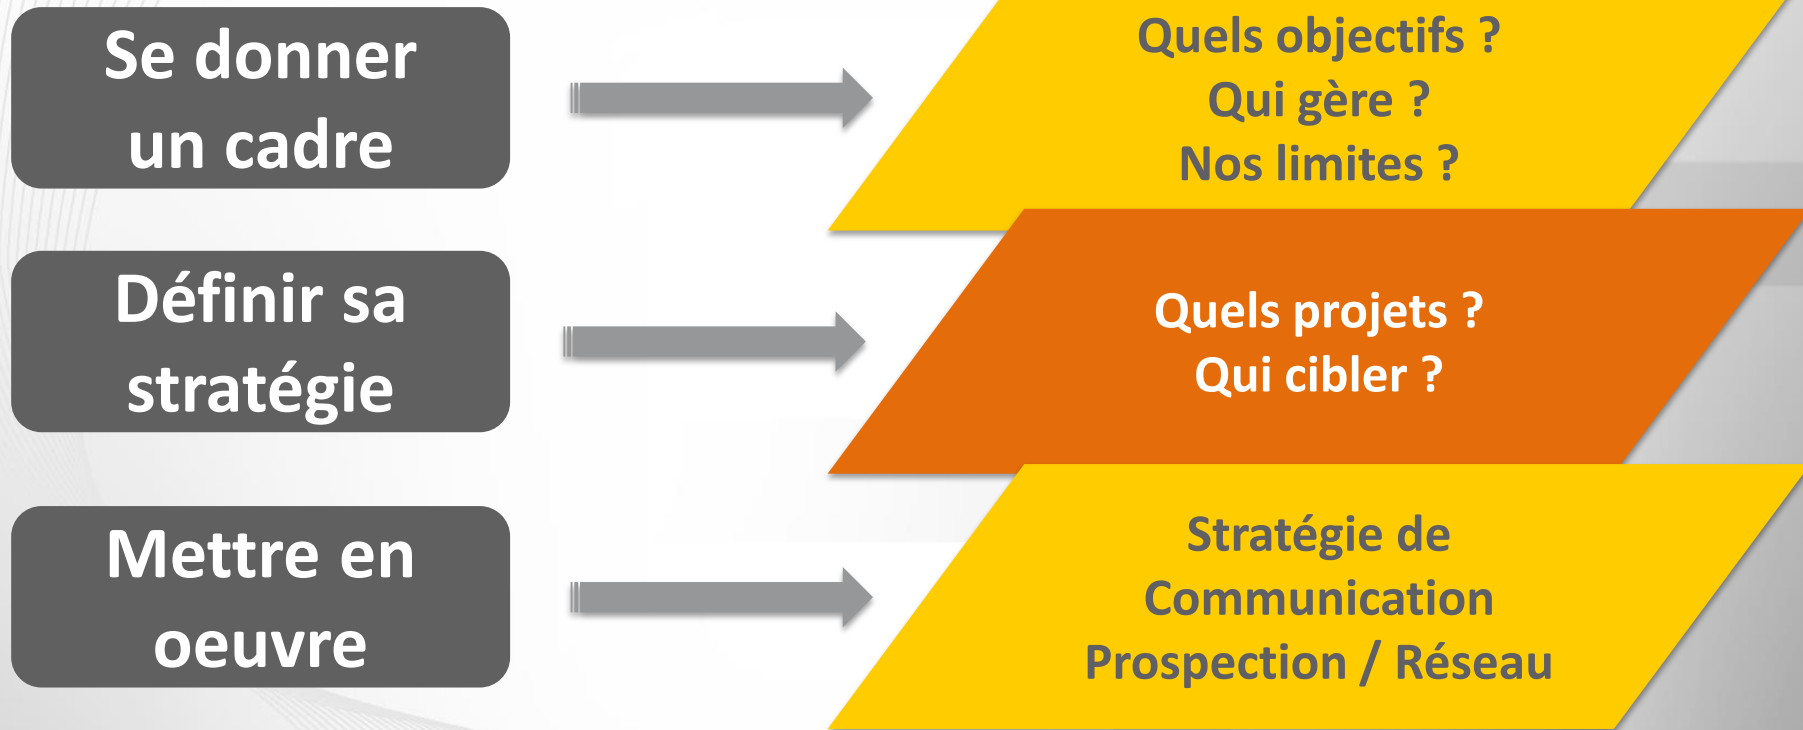 Se donner
un cadre
Quels objectifs ?
Qui gère ?
Nos limites ?
Définir sa
stratégie
Quels projets ?
Qui cibler ?
Mettre en
oeuvre
Stratégie de
Communication
Prospection / Réseau